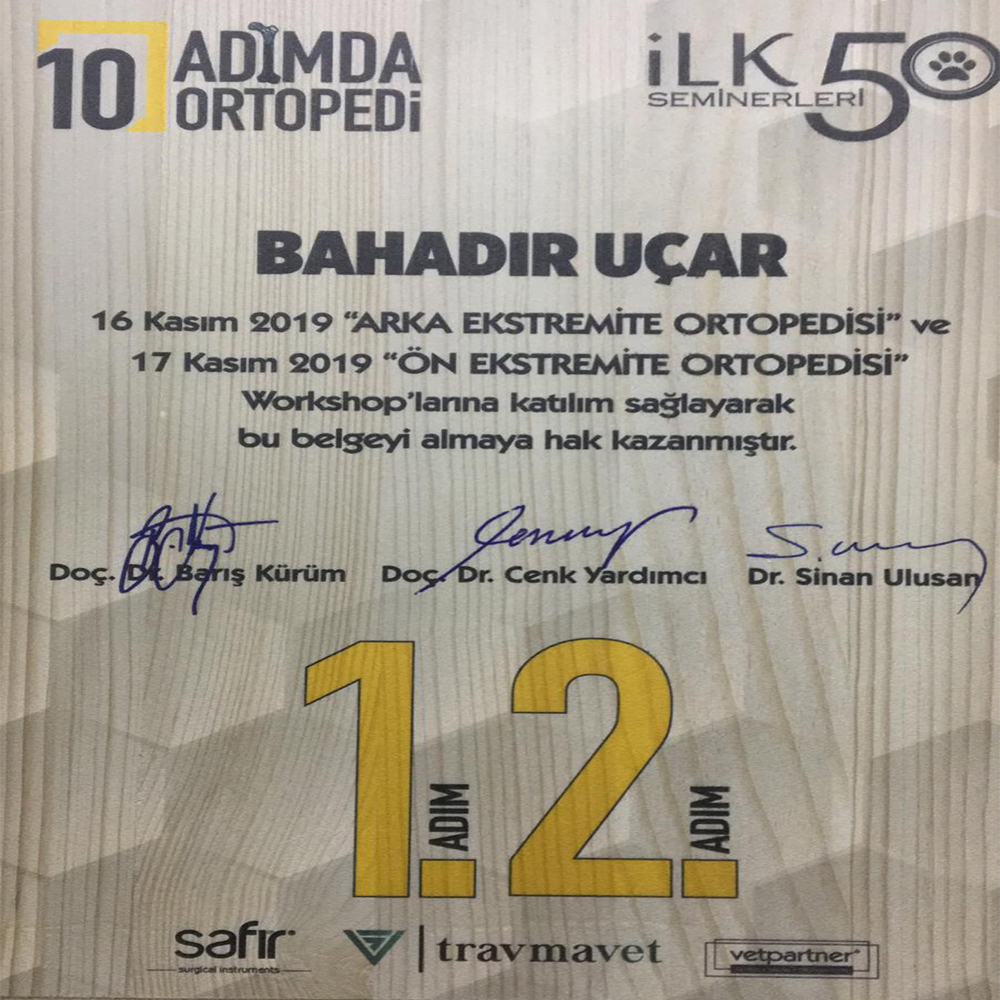 10 ADIMDA
ORTOPEDİ
İLK 50
SEMİNERLERİ
BAHADIR UÇAR
16 Kasım 2019 “ARKA EKSTREMİTE ORTOPEDİSİ” ve
17 Kasım 2019 “ÖN EKSTREMİTE ORTOPEDİSİ”
Workshop’larına katılım sağlayarak
bu belgeyi almaya hak kazanmıştır.
Doç. Dr. Barış Kürüm
Doç. Dr. Cenk Yardımcı
Dr. Sinan Ulusan
1. ADIM
2. ADIM
safir
surgical instruments
travmavet
vetpartner